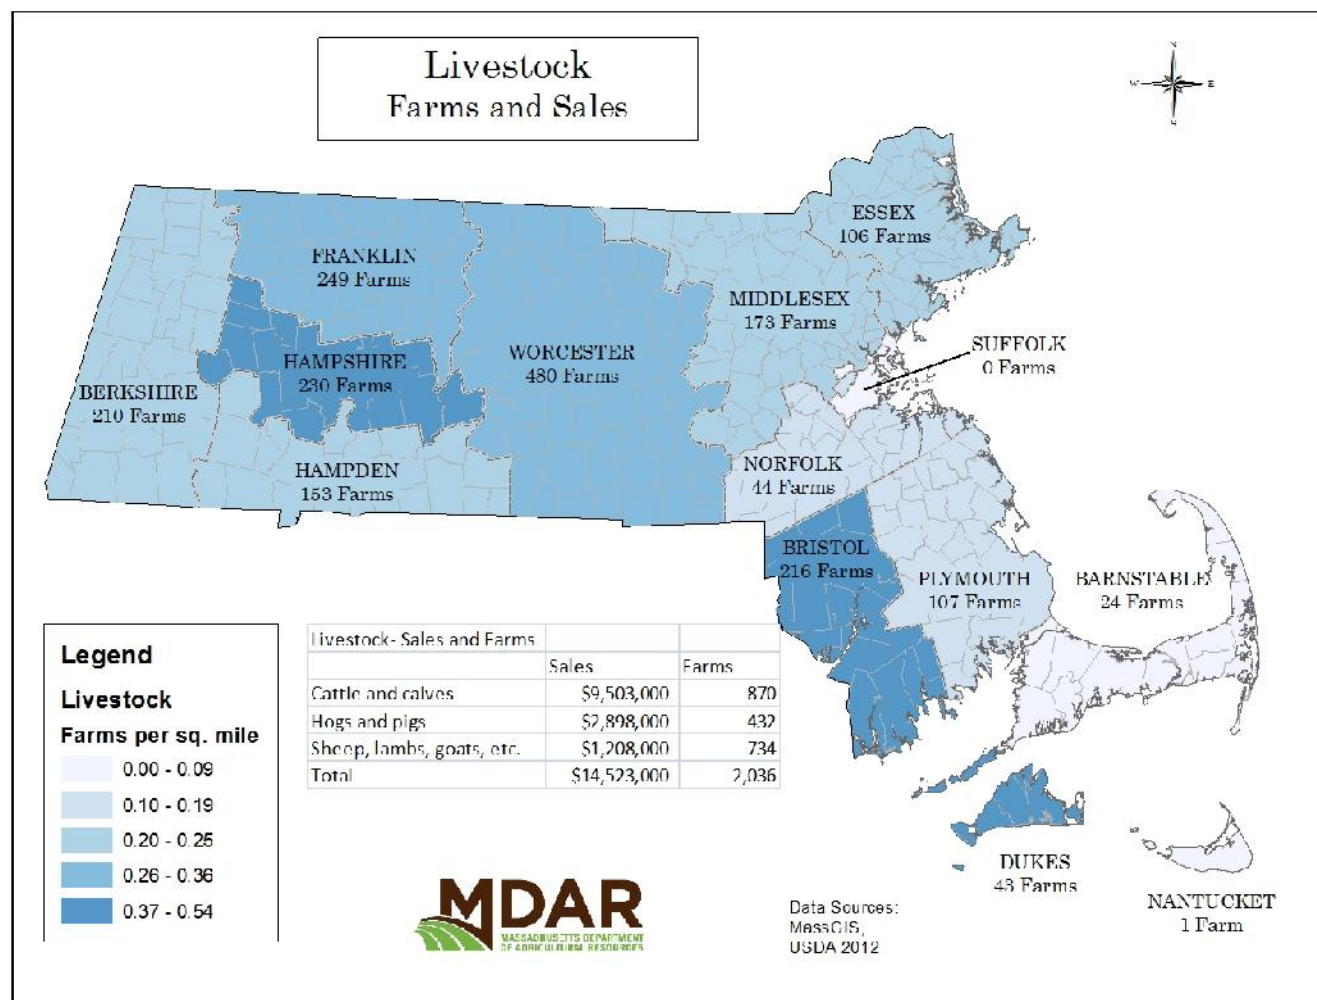 Livestock
Farms and Sales
N
W
E
S
ESSEX
106 Farms
FRANKLIN
249 Farms
MIDDLESEX
173 Farms
SUFFOLK
0 Farms
HAMPSHIRE
230 Farms
WORCESTER
480 Farms
BERKSHIRE
210 Farms
HAMPDEN
153 Farms
NORFOLK
44 Farms
BRISTOL
216 Farms
PLYMOUTH
107 Farms
BARNSTABLE
24 Farms
DUKES
43 Farms
NANTUCKET
1 Farm
Legend
Livestock
Farms per sq. mile
0.00 - 0.09
0.10 - 0.19
0.20 - 0.25
0.26 - 0.36
0.37 - 0.54
Livestock- Sales and Farms
Sales Farms
Cattle and calves $9,503,000 870
Hogs and pigs $2,898,000 432
Sheep, lambs, goats, etc. $1,208,000 734
Total $14,523,000 2,036
MDAR
MASSACHUSETTS DEPARTMENT
OF AGRICULTURAL RESOURCES
Data Sources:
MassGIS,
USDA 2012